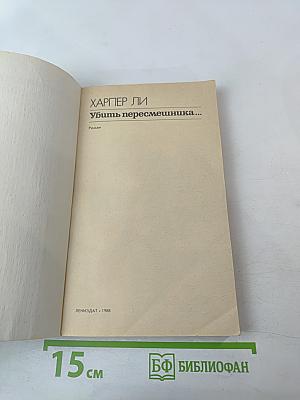 ХАРПЕР ЛИ
Убить пересмешника...
Роман
ЛЕНИЗДАТ • 1988
15 см
БФ БИБЛИОФАН